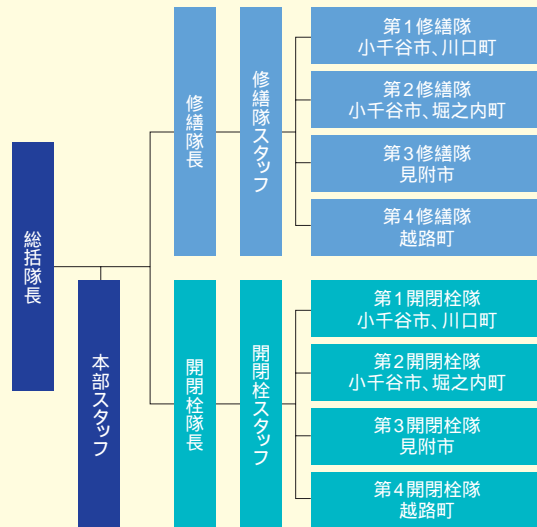 総括隊長
本部スタッフ
修繕隊長
修繕隊スタッフ
第1修繕隊
小千谷市、川口町
第2修繕隊
小千谷市、堀之内町
第3修繕隊
見附市
第4修繕隊
越路町
開閉栓隊長
開閉栓スタッフ
第1開閉栓隊
小千谷市、川口町
第2開閉栓隊
小千谷市、堀之内町
第3開閉栓隊
見附市
第4開閉栓隊
越路町